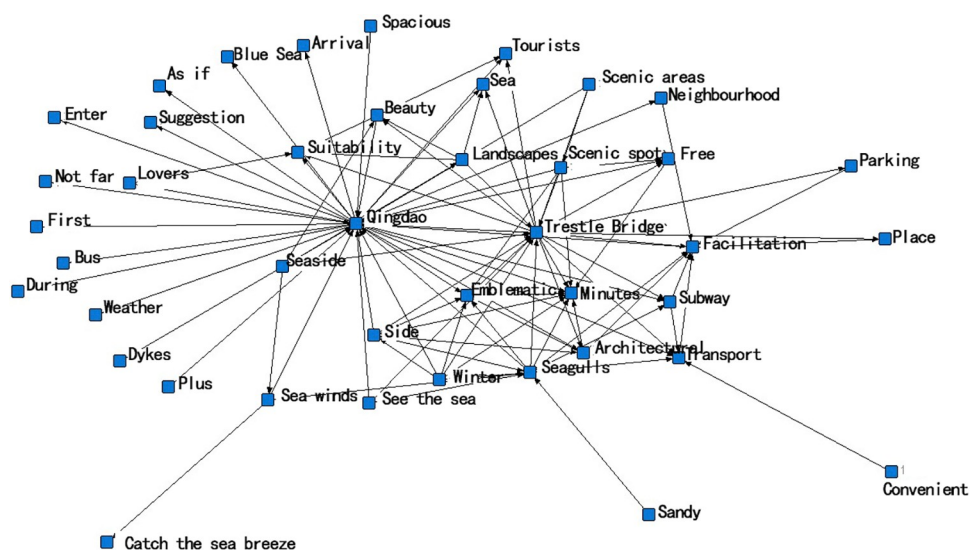 Spacious
Arrival
Blue Sea
Tourists
As if
Sea
Scenic areas
Neighbourhood
Beauty
Enter
Suggestion
Suitability
Landscapes
Scenic spot
Free
Parking
Not far
Lovers
First
Qingdao
Trestle Bridge
Facilitation
Place
Bus
Seaside
During
Emblematic
Minutes
Subway
Weather
Side
Architectural
Dykes
Transport
Plus
Winter
Seagulls
Sea winds
See the sea
Convenient
Sandy
Catch the sea breeze